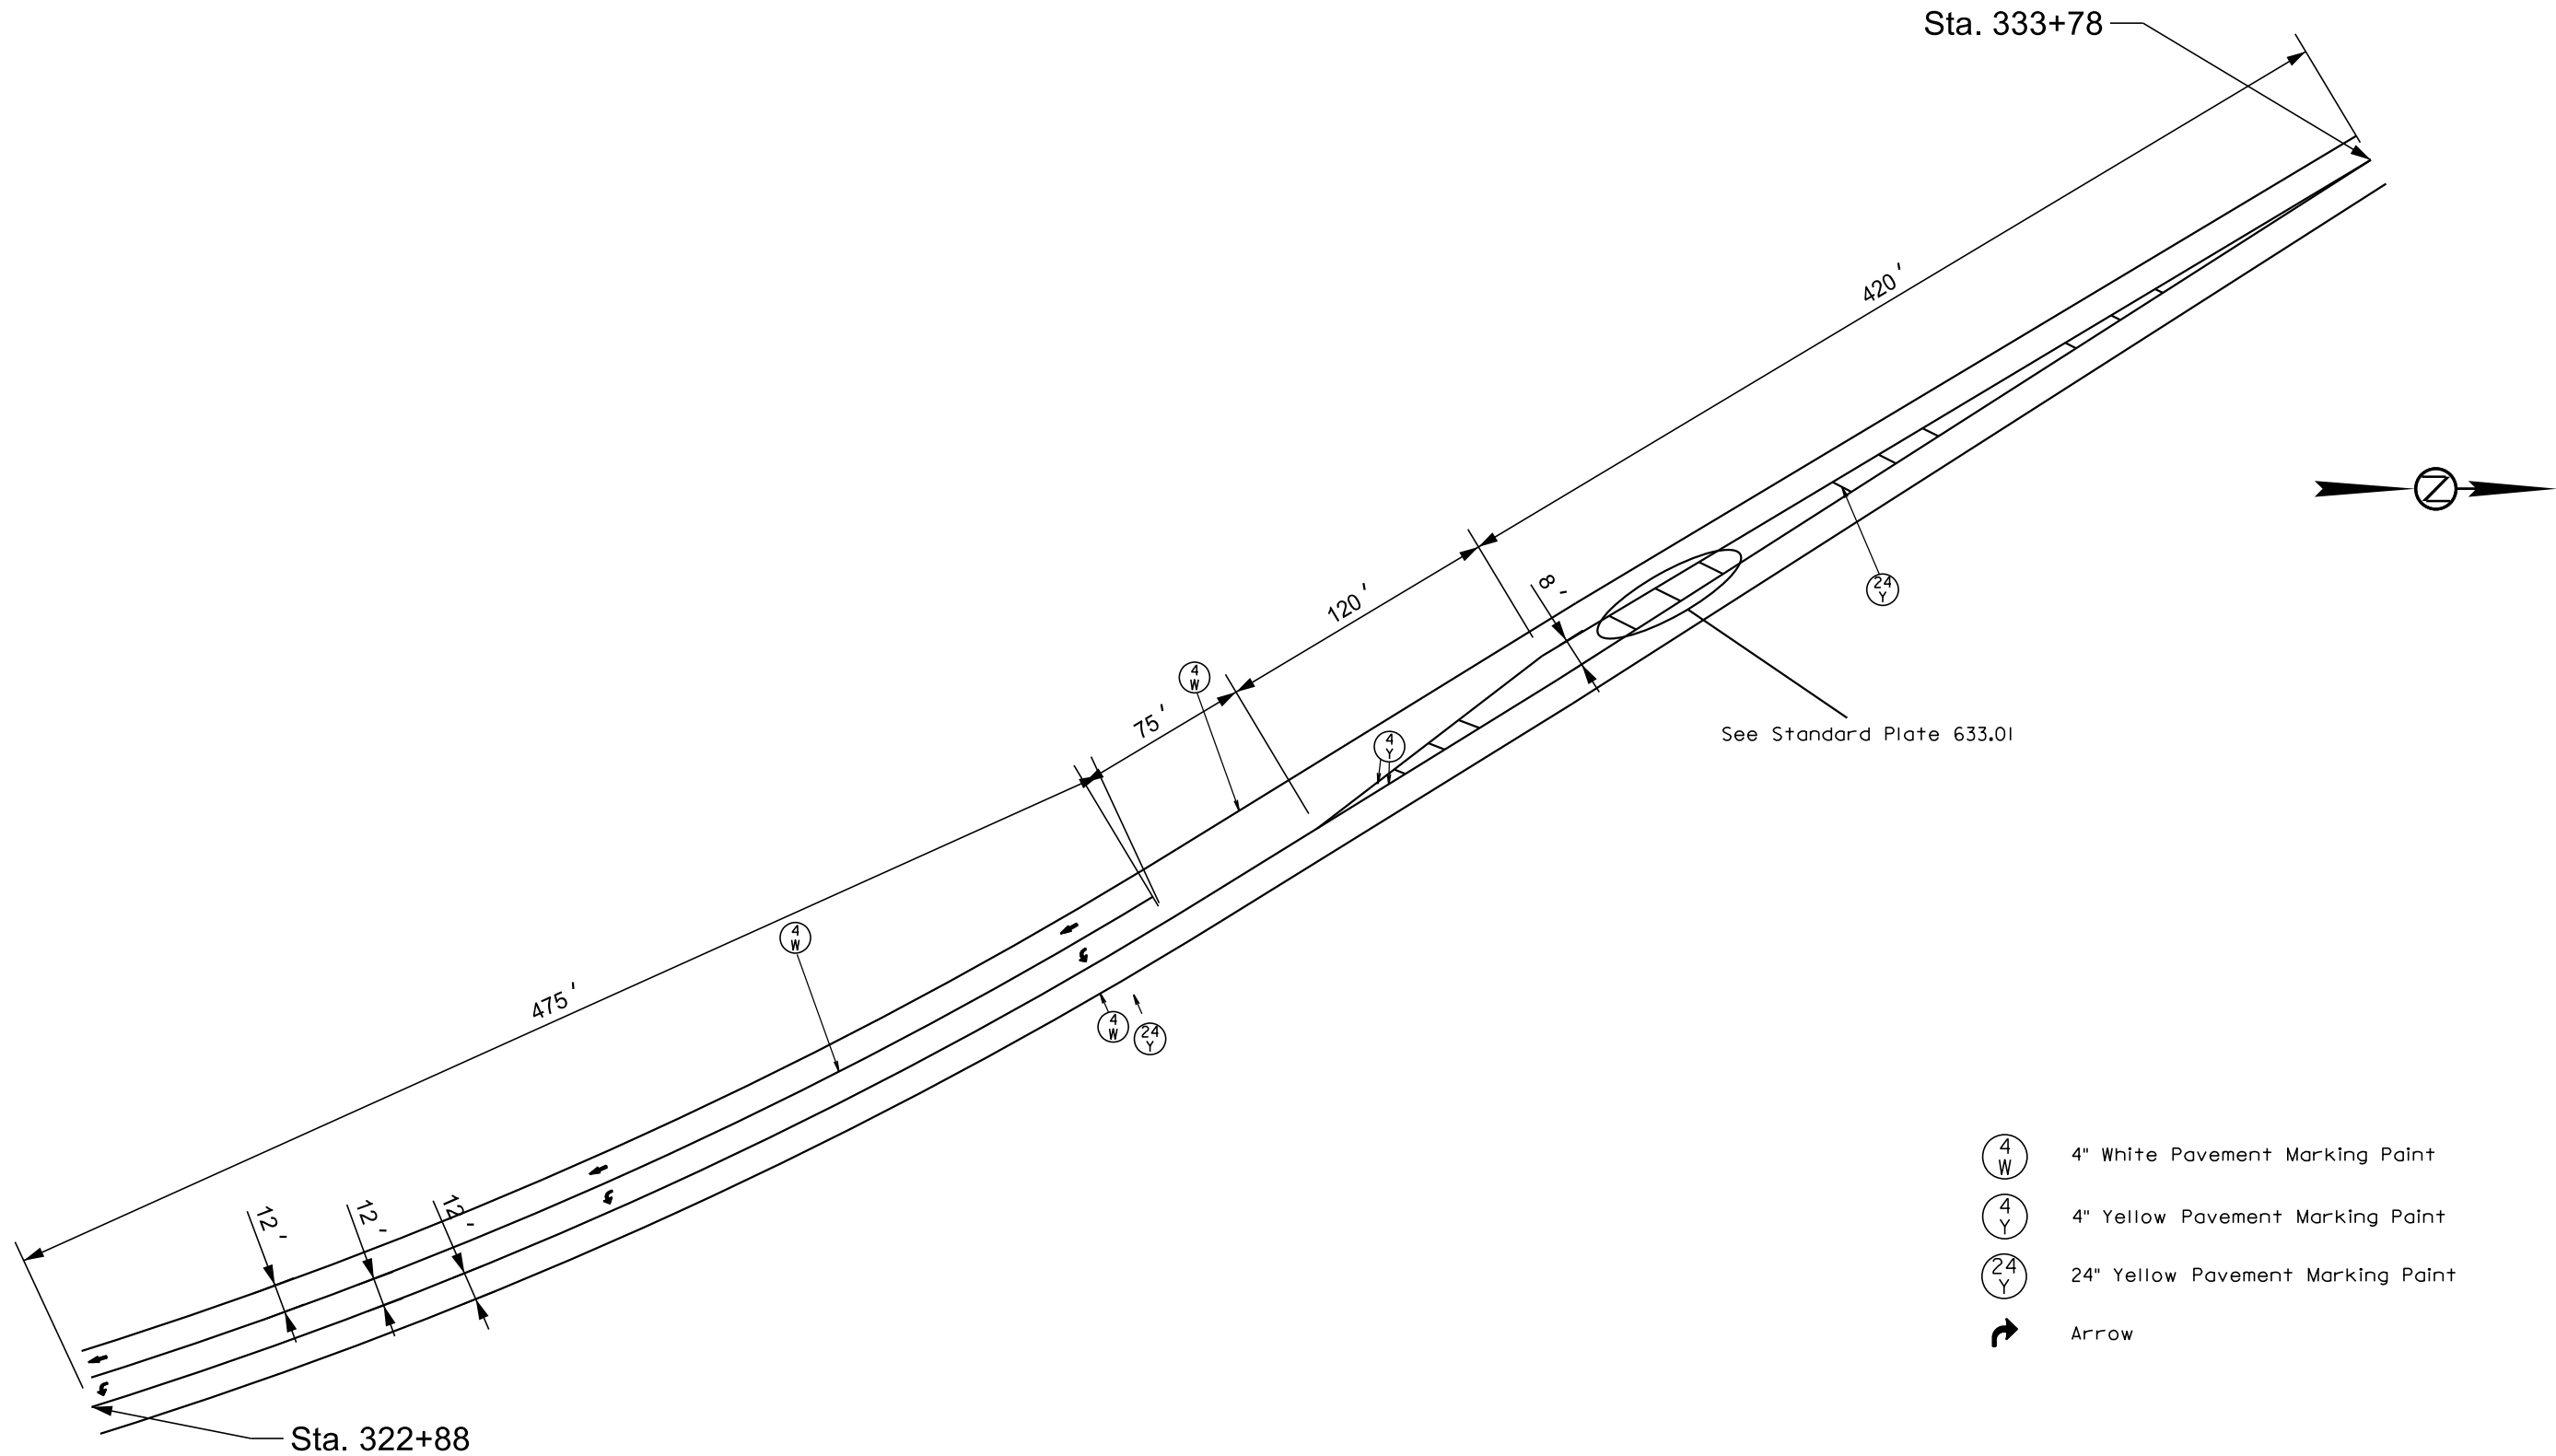 Sta. 333+78
420'
Z
8'
120'
24
Y
4
W
75'
See Standard Plate 633.01
4
Y
4
W
475'
4
W
24
Y
12'
12'
12'
4
W
4" White Pavement Marking Paint
4
Y
4" Yellow Pavement Marking Paint
24
Y
24" Yellow Pavement Marking Paint
Arrow
Sta. 322+88